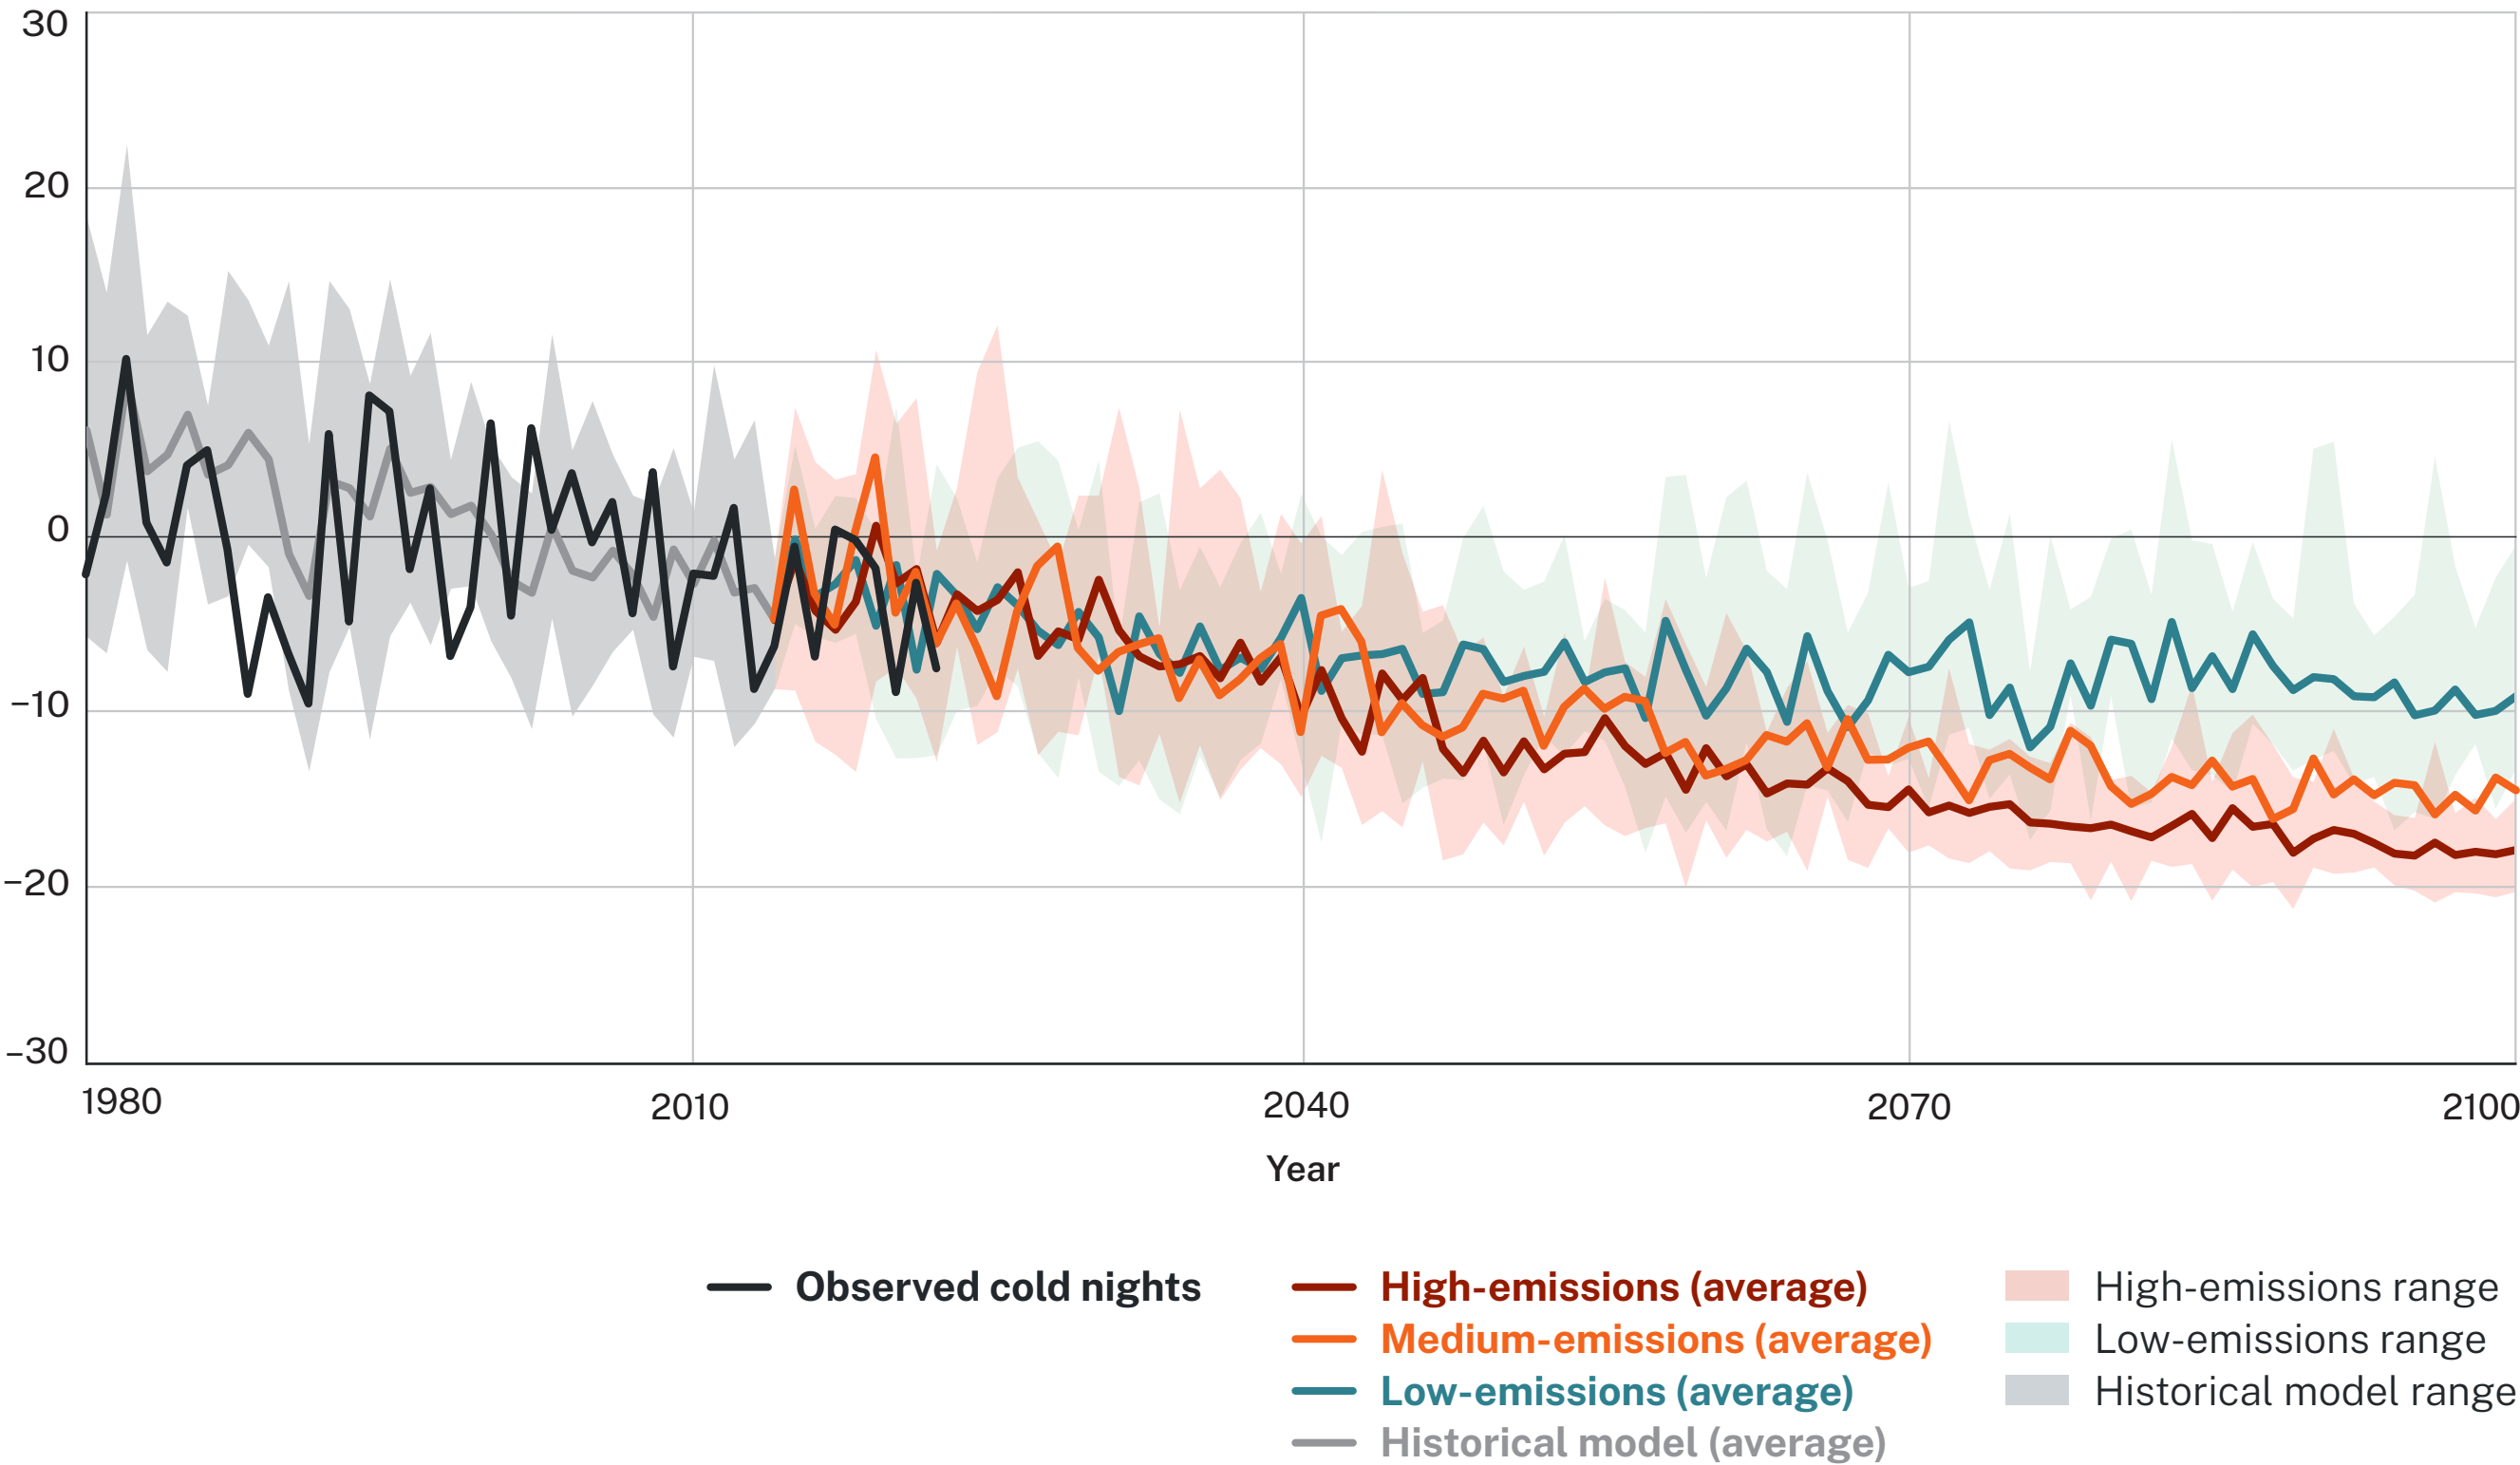 30
20
10
0
−10
−20
−30
1980
2010
2040
2070
2100
Year
Observed cold nights
High-emissions (average)
Medium-emissions (average)
Low-emissions (average)
Historical model (average)
High-emissions range
Low-emissions range
Historical model range